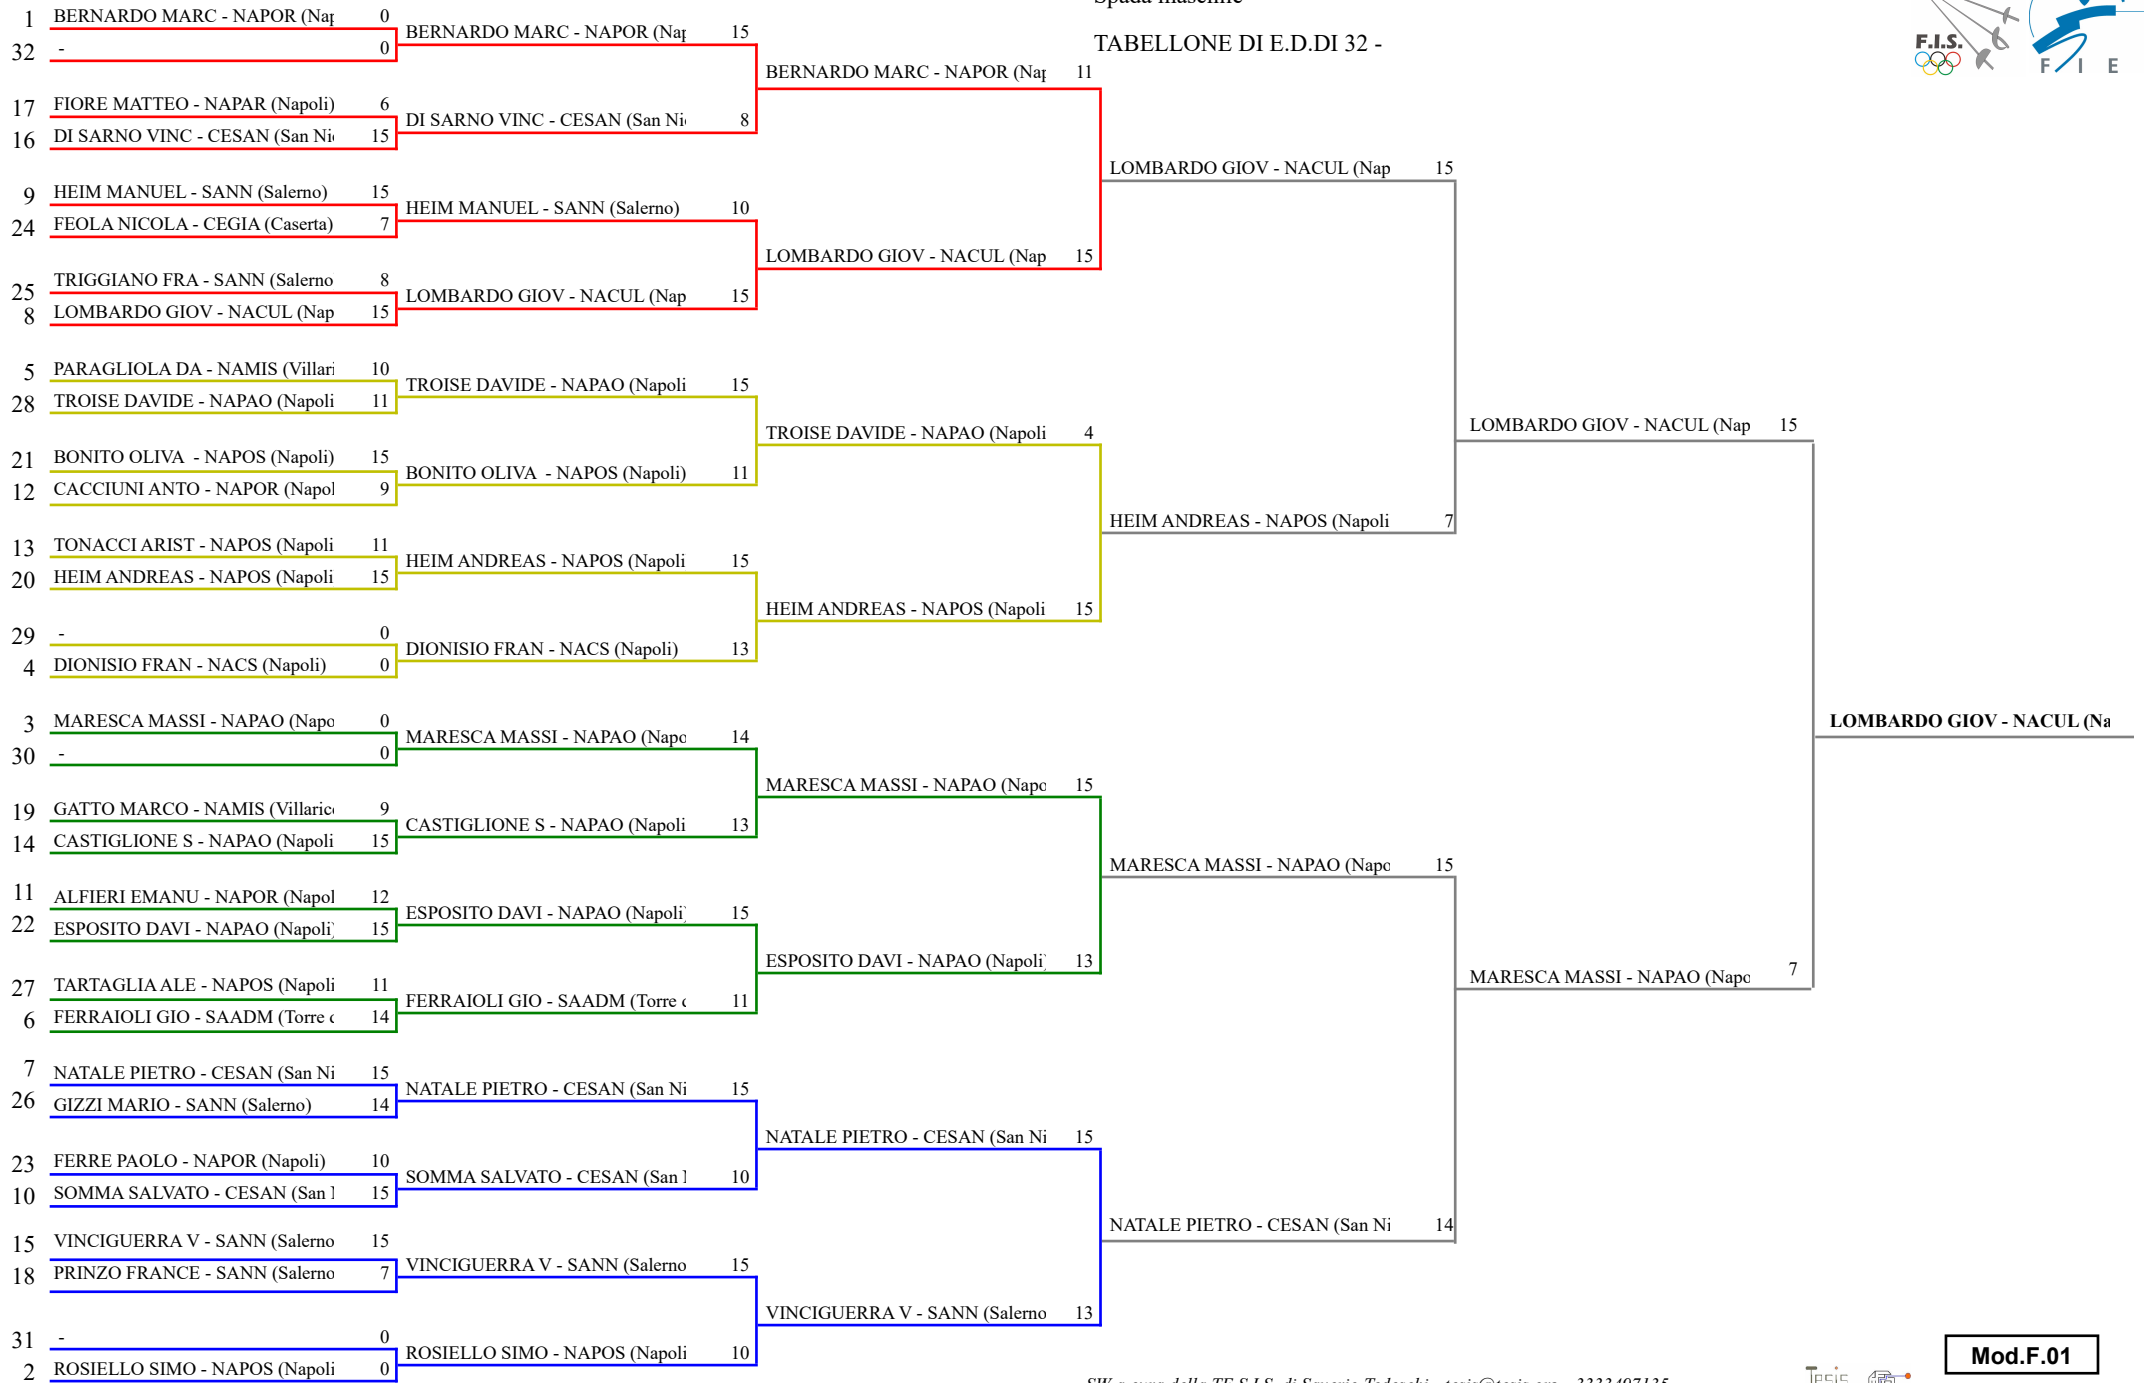 Spada maschile
TABELLONE DI E.D.DI 32 -
F.I.S.
F I E
1 BERNARDO MARC - NAPOR (Nap 0
32 - 0
17 FIORE MATTEO - NAPAR (Napoli) 6
16 DI SARNO VINC - CESAN (San Ni 15
9 HEIM MANUEL - SANN (Salerno) 15
24 FEOLA NICOLA - CEGIA (Caserta) 7
25 TRIGGIANO FRA - SANN (Salerno 8
8 LOMBARDO GIOV - NACUL (Nap 15
5 PARAGLIOLA DA - NAMIS (Villari 10
28 TROISE DAVIDE - NAPAO (Napoli 11
21 BONITO OLIVA - NAPOS (Napoli) 15
12 CACCIUNI ANTO - NAPOR (Napol 9
13 TONACCI ARIST - NAPOS (Napoli 11
20 HEIM ANDREAS - NAPOS (Napoli 15
29 - 0
4 DIONISIO FRAN - NACS (Napoli) 0
3 MARESCA MASSI - NAPAO (Napo 0
30 - 0
19 GATTO MARCO - NAMIS (Villaric 9
14 CASTIGLIONE S - NAPAO (Napoli 15
11 ALFIERI EMANU - NAPOR (Napol 12
22 ESPOSITO DAVI - NAPAO (Napoli) 15
27 TARTAGLIA ALE - NAPOS (Napoli 11
6 FERRAIOLI GIO - SAADM (Torre 14
7 NATALE PIETRO - CESAN (San Ni 15
26 GIZZI MARIO - SANN (Salerno) 14
23 FERRE PAOLO - NAPOR (Napoli) 10
10 SOMMA SALVATO - CESAN (San 15
15 VINCIGUERRA V - SANN (Salerno 15
18 PRINZO FRANCE - SANN (Salerno 7
31 - 0
2 ROSIELLO SIMO - NAPOS (Napoli 0
BERNARDO MARC - NAPOR (Nap 15
DI SARNO VINC - CESAN (San Ni 8
HEIM MANUEL - SANN (Salerno) 10
LOMBARDO GIOV - NACUL (Nap 15
TROISE DAVIDE - NAPAO (Napoli 15
BONITO OLIVA - NAPOS (Napoli) 11
HEIM ANDREAS - NAPOS (Napoli 15
DIONISIO FRAN - NACS (Napoli) 13
MARESCA MASSI - NAPAO (Napo 14
CASTIGLIONE S - NAPAO (Napoli 13
ESPOSITO DAVI - NAPAO (Napoli) 15
FERRAIOLI GIO - SAADM (Torre 11
NATALE PIETRO - CESAN (San Ni 15
SOMMA SALVATO - CESAN (San 10
VINCIGUERRA V - SANN (Salerno 15
ROSIELLO SIMO - NAPOS (Napoli 10
BERNARDO MARC - NAPOR (Nap 11
LOMBARDO GIOV - NACUL (Nap 15
TROISE DAVIDE - NAPAO (Napoli 4
HEIM ANDREAS - NAPOS (Napoli 15
MARESCA MASSI - NAPAO (Napo 15
ESPOSITO DAVI - NAPAO (Napoli) 13
NATALE PIETRO - CESAN (San Ni 15
VINCIGUERRA V - SANN (Salerno 13
LOMBARDO GIOV - NACUL (Nap 15
HEIM ANDREAS - NAPOS (Napoli 7
MARESCA MASSI - NAPAO (Napo 15
NATALE PIETRO - CESAN (San Ni 14
LOMBARDO GIOV - NACUL (Nap 15
MARESCA MASSI - NAPAO (Napo 7
LOMBARDO GIOV - NACUL (Na
SW a cura della TE.S.I.S. di Saverio Tedeschi - tesis@tesis.org - 3333407135
Tesis
Mod.F.01